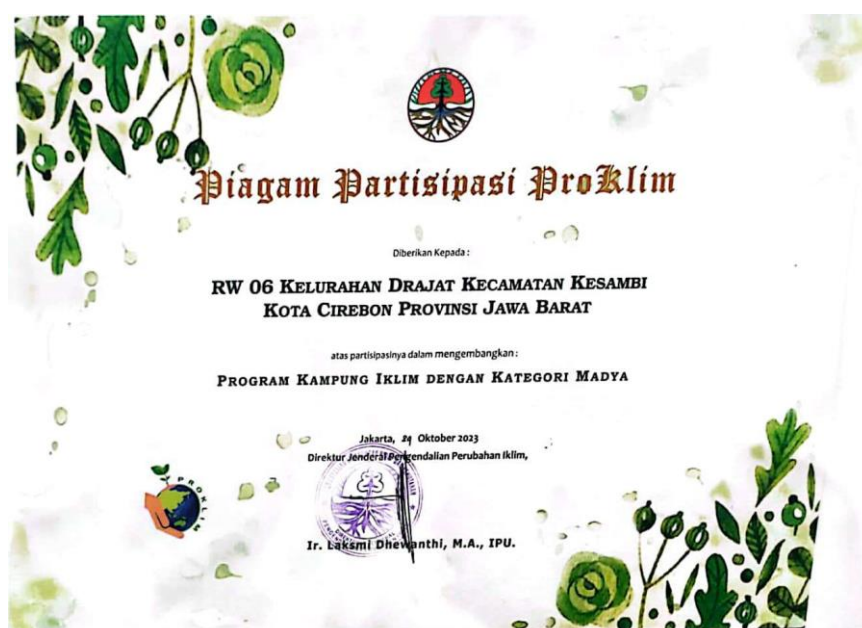 Piagam Partisipasi ProKlim
Diberikan Kepada :
RW 06 KELURAHAN DRAJAT KECAMATAN KESAMBI
KOTA CIREBON PROVINSI JAWA BARAT
atas partisipasinya dalam mengembangkan :
PROGRAM KAMPUNG IKLIM DENGAN KATEGORI MADYA
Jakarta, 24 Oktober 2023
Direktur Jenderal Pengendalian Perubahan Iklim,
PROKLIM
Ir. Laksmi Dhewanthi, M.A., IPU.